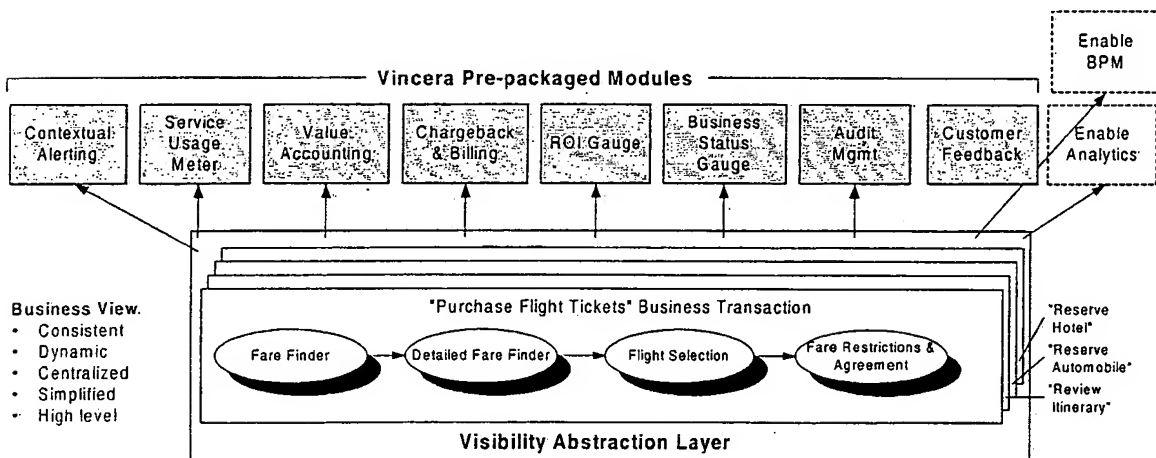 Enable
BPM
Vincera Pre-packaged Modules
Contextual
Alerting
Service
Usage
Meter
Value
Accounting
Chargeback
& Billing
ROI Gauge
Business
Status
Gauge
Audit
Mgmt
Customer
Feedback
Enable
Analytics
Business View.
• Consistent
• Dynamic
• Centralized
• Simplified
• High level
"Purchase Flight Tickets" Business Transaction
Fare Finder
Detailed Fare Finder
Flight Selection
Fare Restrictions &
Agreement
"Reserve
Hotel"
"Reserve
Automobile"
"Review
Itinerary"
Visibility Abstraction Layer